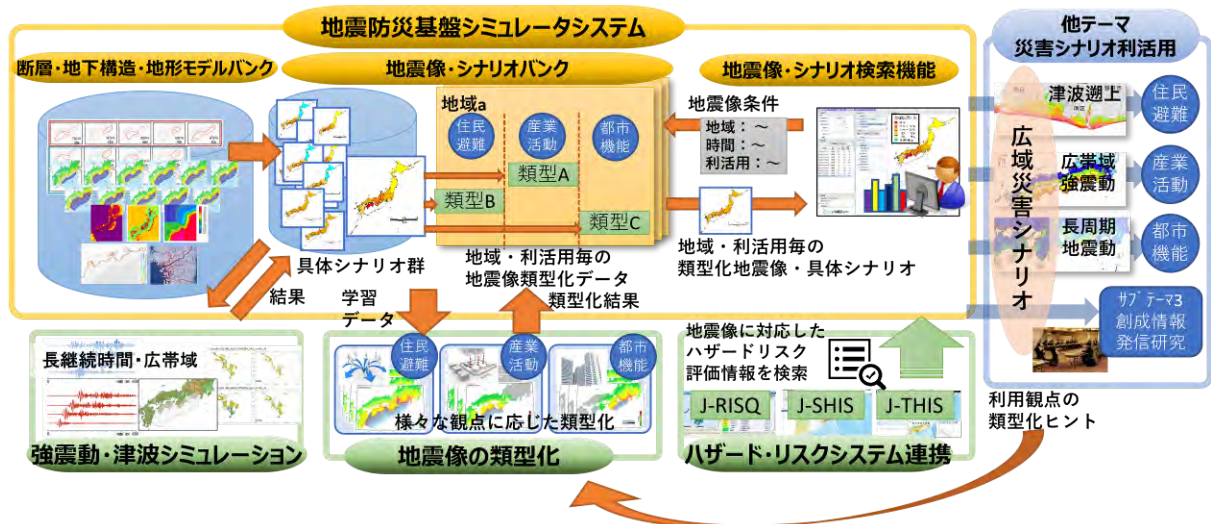 地震防災基盤シミュレータシステム
断層・地下構造・地形モデルバンク
地震像・シナリオバンク
地震像・シナリオ検索機能
地域a
住民
避難
産業
活動
都市
機能
類型A
類型B
類型C
地震像条件
地域：～
時間：～
利活用：～
具体シナリオ群
地域・利活用毎の
地震像類型化データ
地域・利活用毎の
類型化地震像・具体シナリオ
結果
学習
データ
類型化結果
長継続時間・広帯域
強震動・津波シミュレーション
住民
避難
産業
活動
都市
機能
様々な観点に応じた類型化
地震像の類型化
地震像に対応した
ハザードリスク
評価情報を検索
J-RISQ
J-SHIS
J-THIS
ハザード・リスクシステム連携
他テーマ
災害シナリオ利活用
広域災害シナリオ
津波遡上
住民
避難
広帯域
強震動
産業
活動
長周期
地震動
都市
機能
ｻﾌﾞﾃｰﾏ3
創成情報
発信研究
利用観点の
類型化ヒント